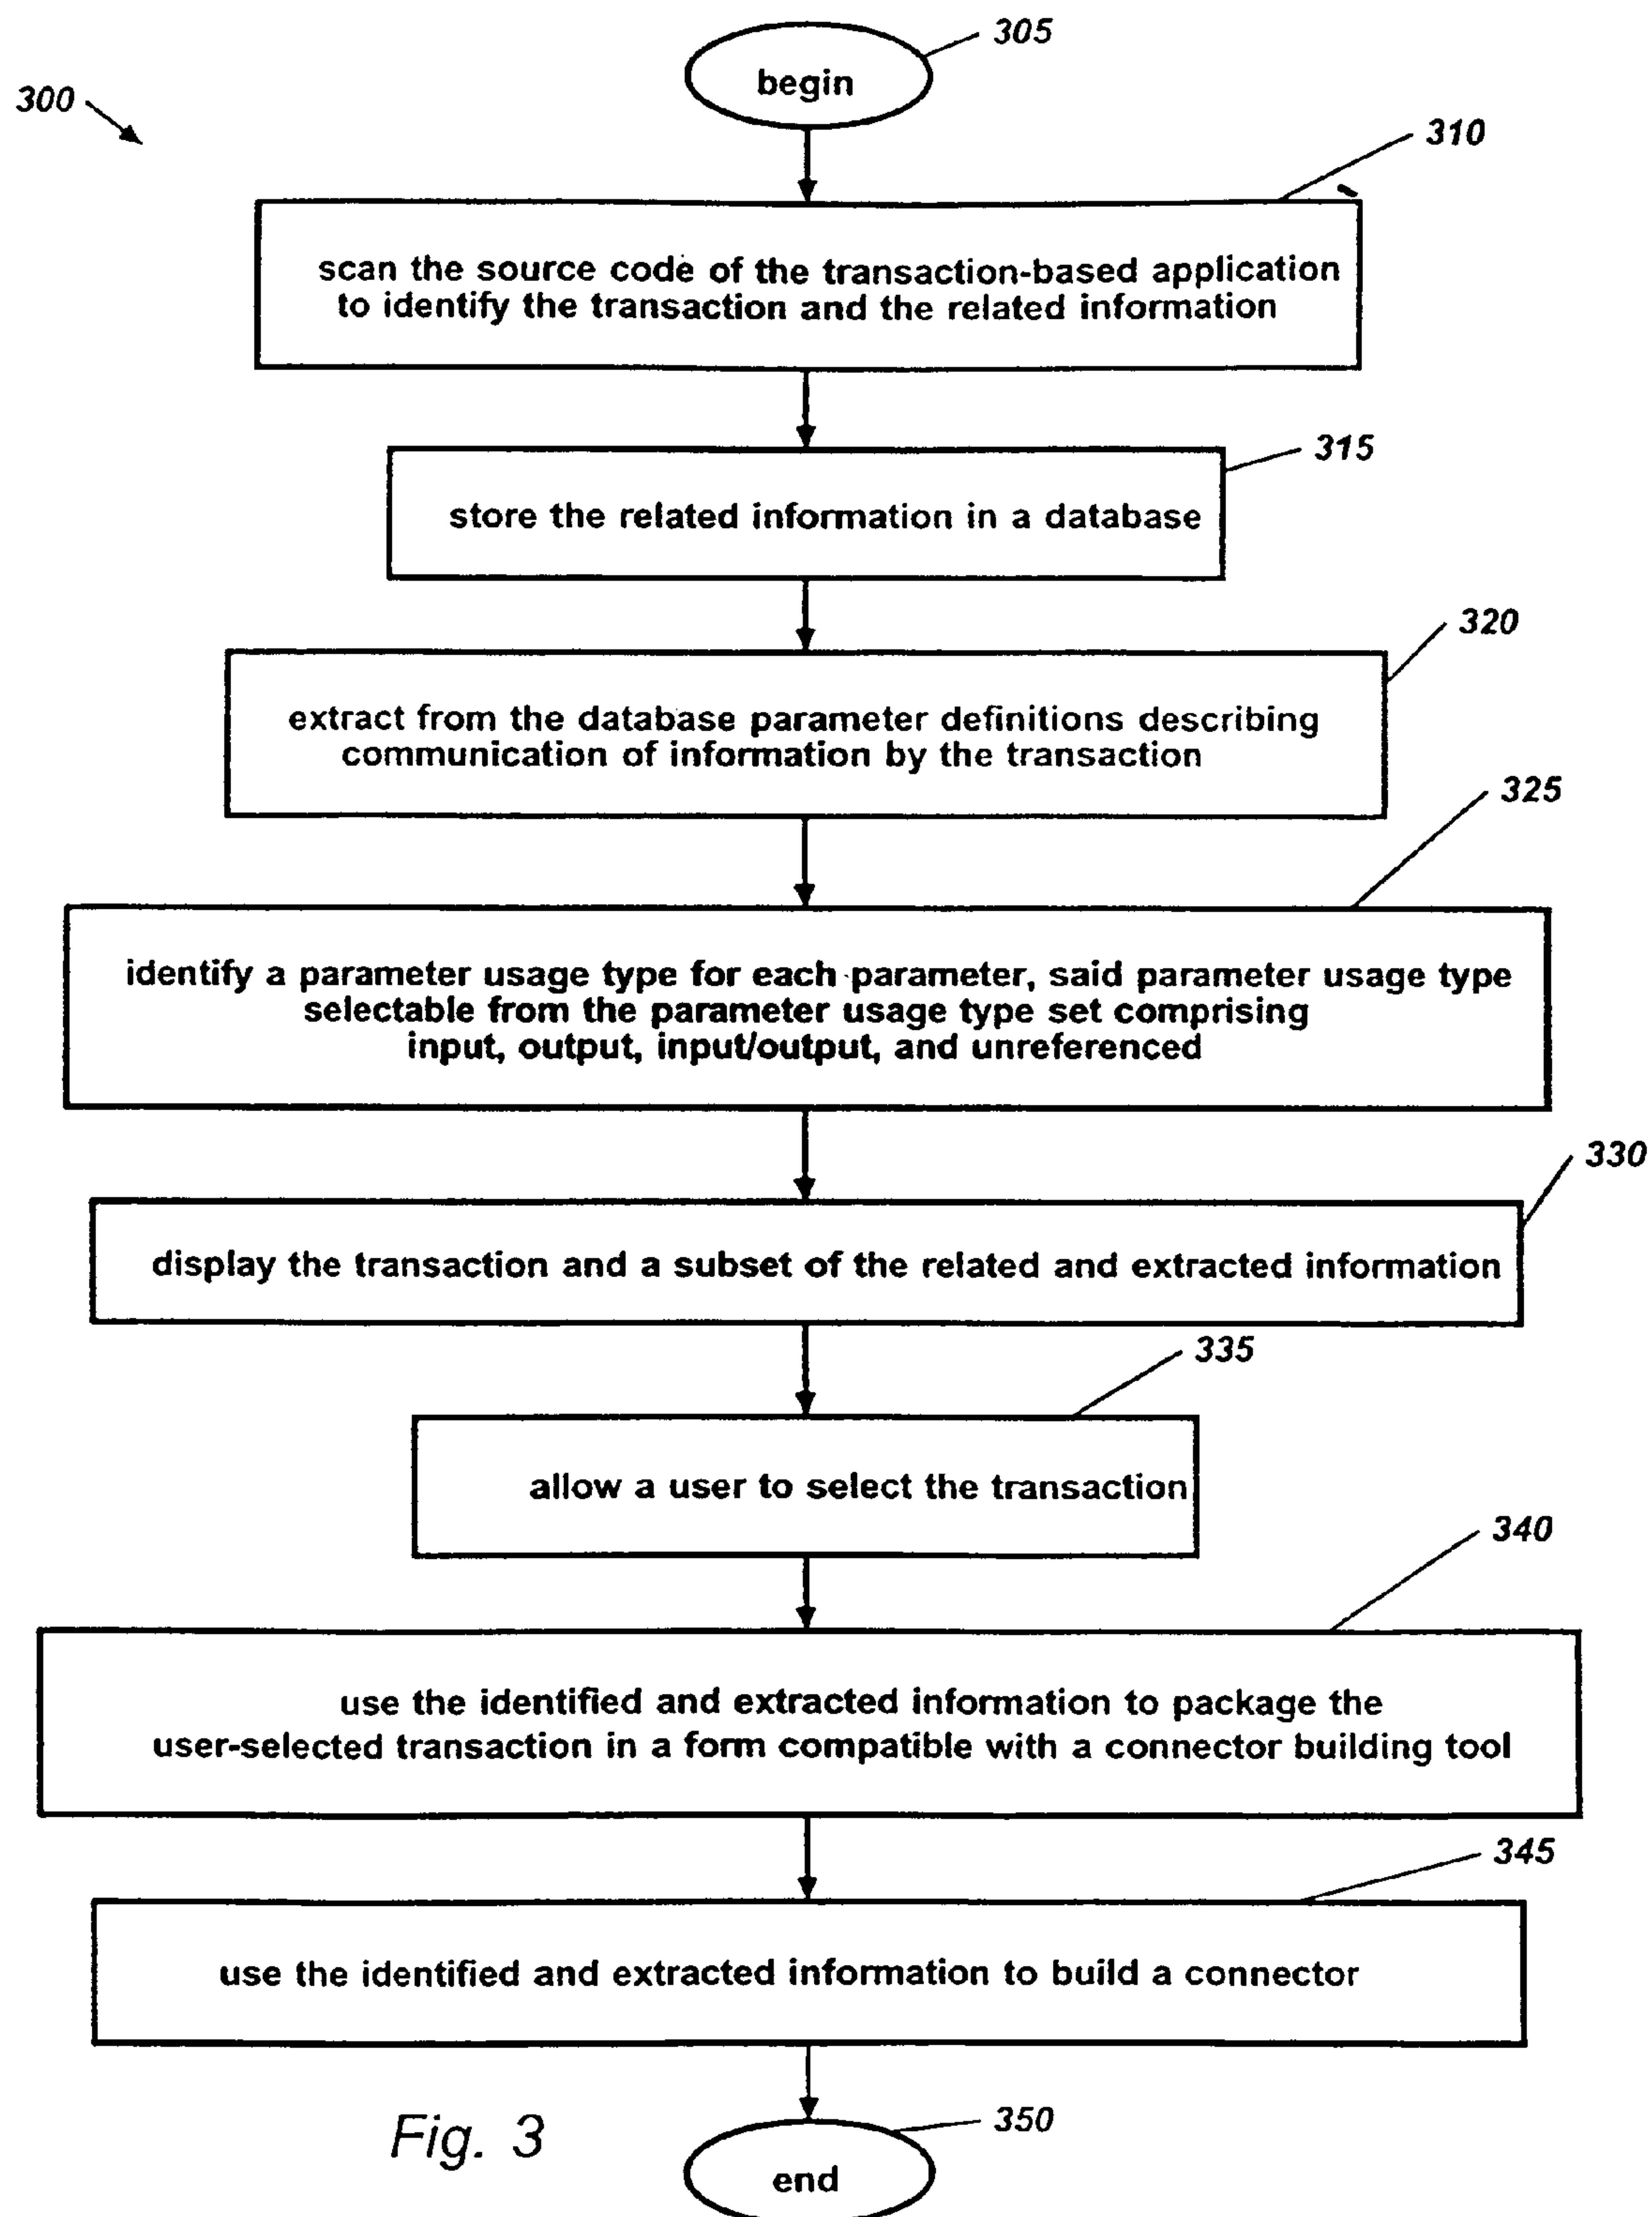 305
begin
300
310
scan the source code of the transaction-based application
to identify the transaction and the related information
315
store the related information in a database
320
extract from the database parameter definitions describing
communication of information by the transaction
325
identify a parameter usage type for each parameter, said parameter usage type
selectable from the parameter usage type set comprising
input, output, input/output, and unreferenced
330
display the transaction and a subset of the related and extracted information
335
allow a user to select the transaction
340
use the identified and extracted information to package the
user-selected transaction in a form compatible with a connector building tool
345
use the identified and extracted information to build a connector
350
Fig. 3
end